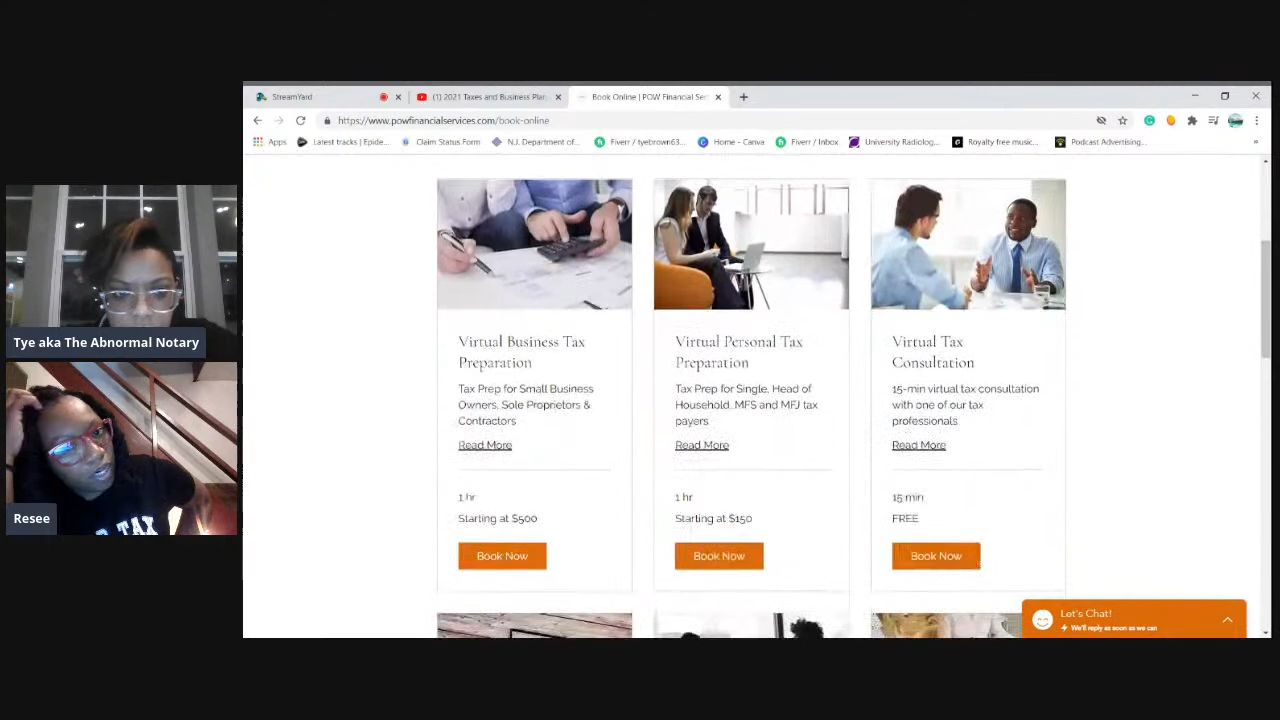 StreamYard
(1) 2021 Taxes and Business Plan
Book Online | POW Financial Ser
https://www.powfinancialservices.com/book-online
Apps
Latest tracks | Epide...
Claim Status Form
N.J. Department of...
Fiverr / tyebrown63...
Home - Canva
Fiverr / Inbox
University Radiolog...
Royalty free music...
Podcast Advertising...
Tye aka The Abnormal Notary
Resee
TAX
Virtual Business Tax
Preparation
Tax Prep for Small Business
Owners, Sole Proprietors &
Contractors
Read More
1 hr
Starting at $500
Book Now
Virtual Personal Tax
Preparation
Tax Prep for Single, Head of
Household, MFS and MFJ tax
payers
Read More
1 hr
Starting at $150
Book Now
Virtual Tax
Consultation
15-min virtual tax consultation
with one of our tax
professionals
Read More
15 min
FREE
Book Now
Let's Chat!
We'll reply as soon as we can